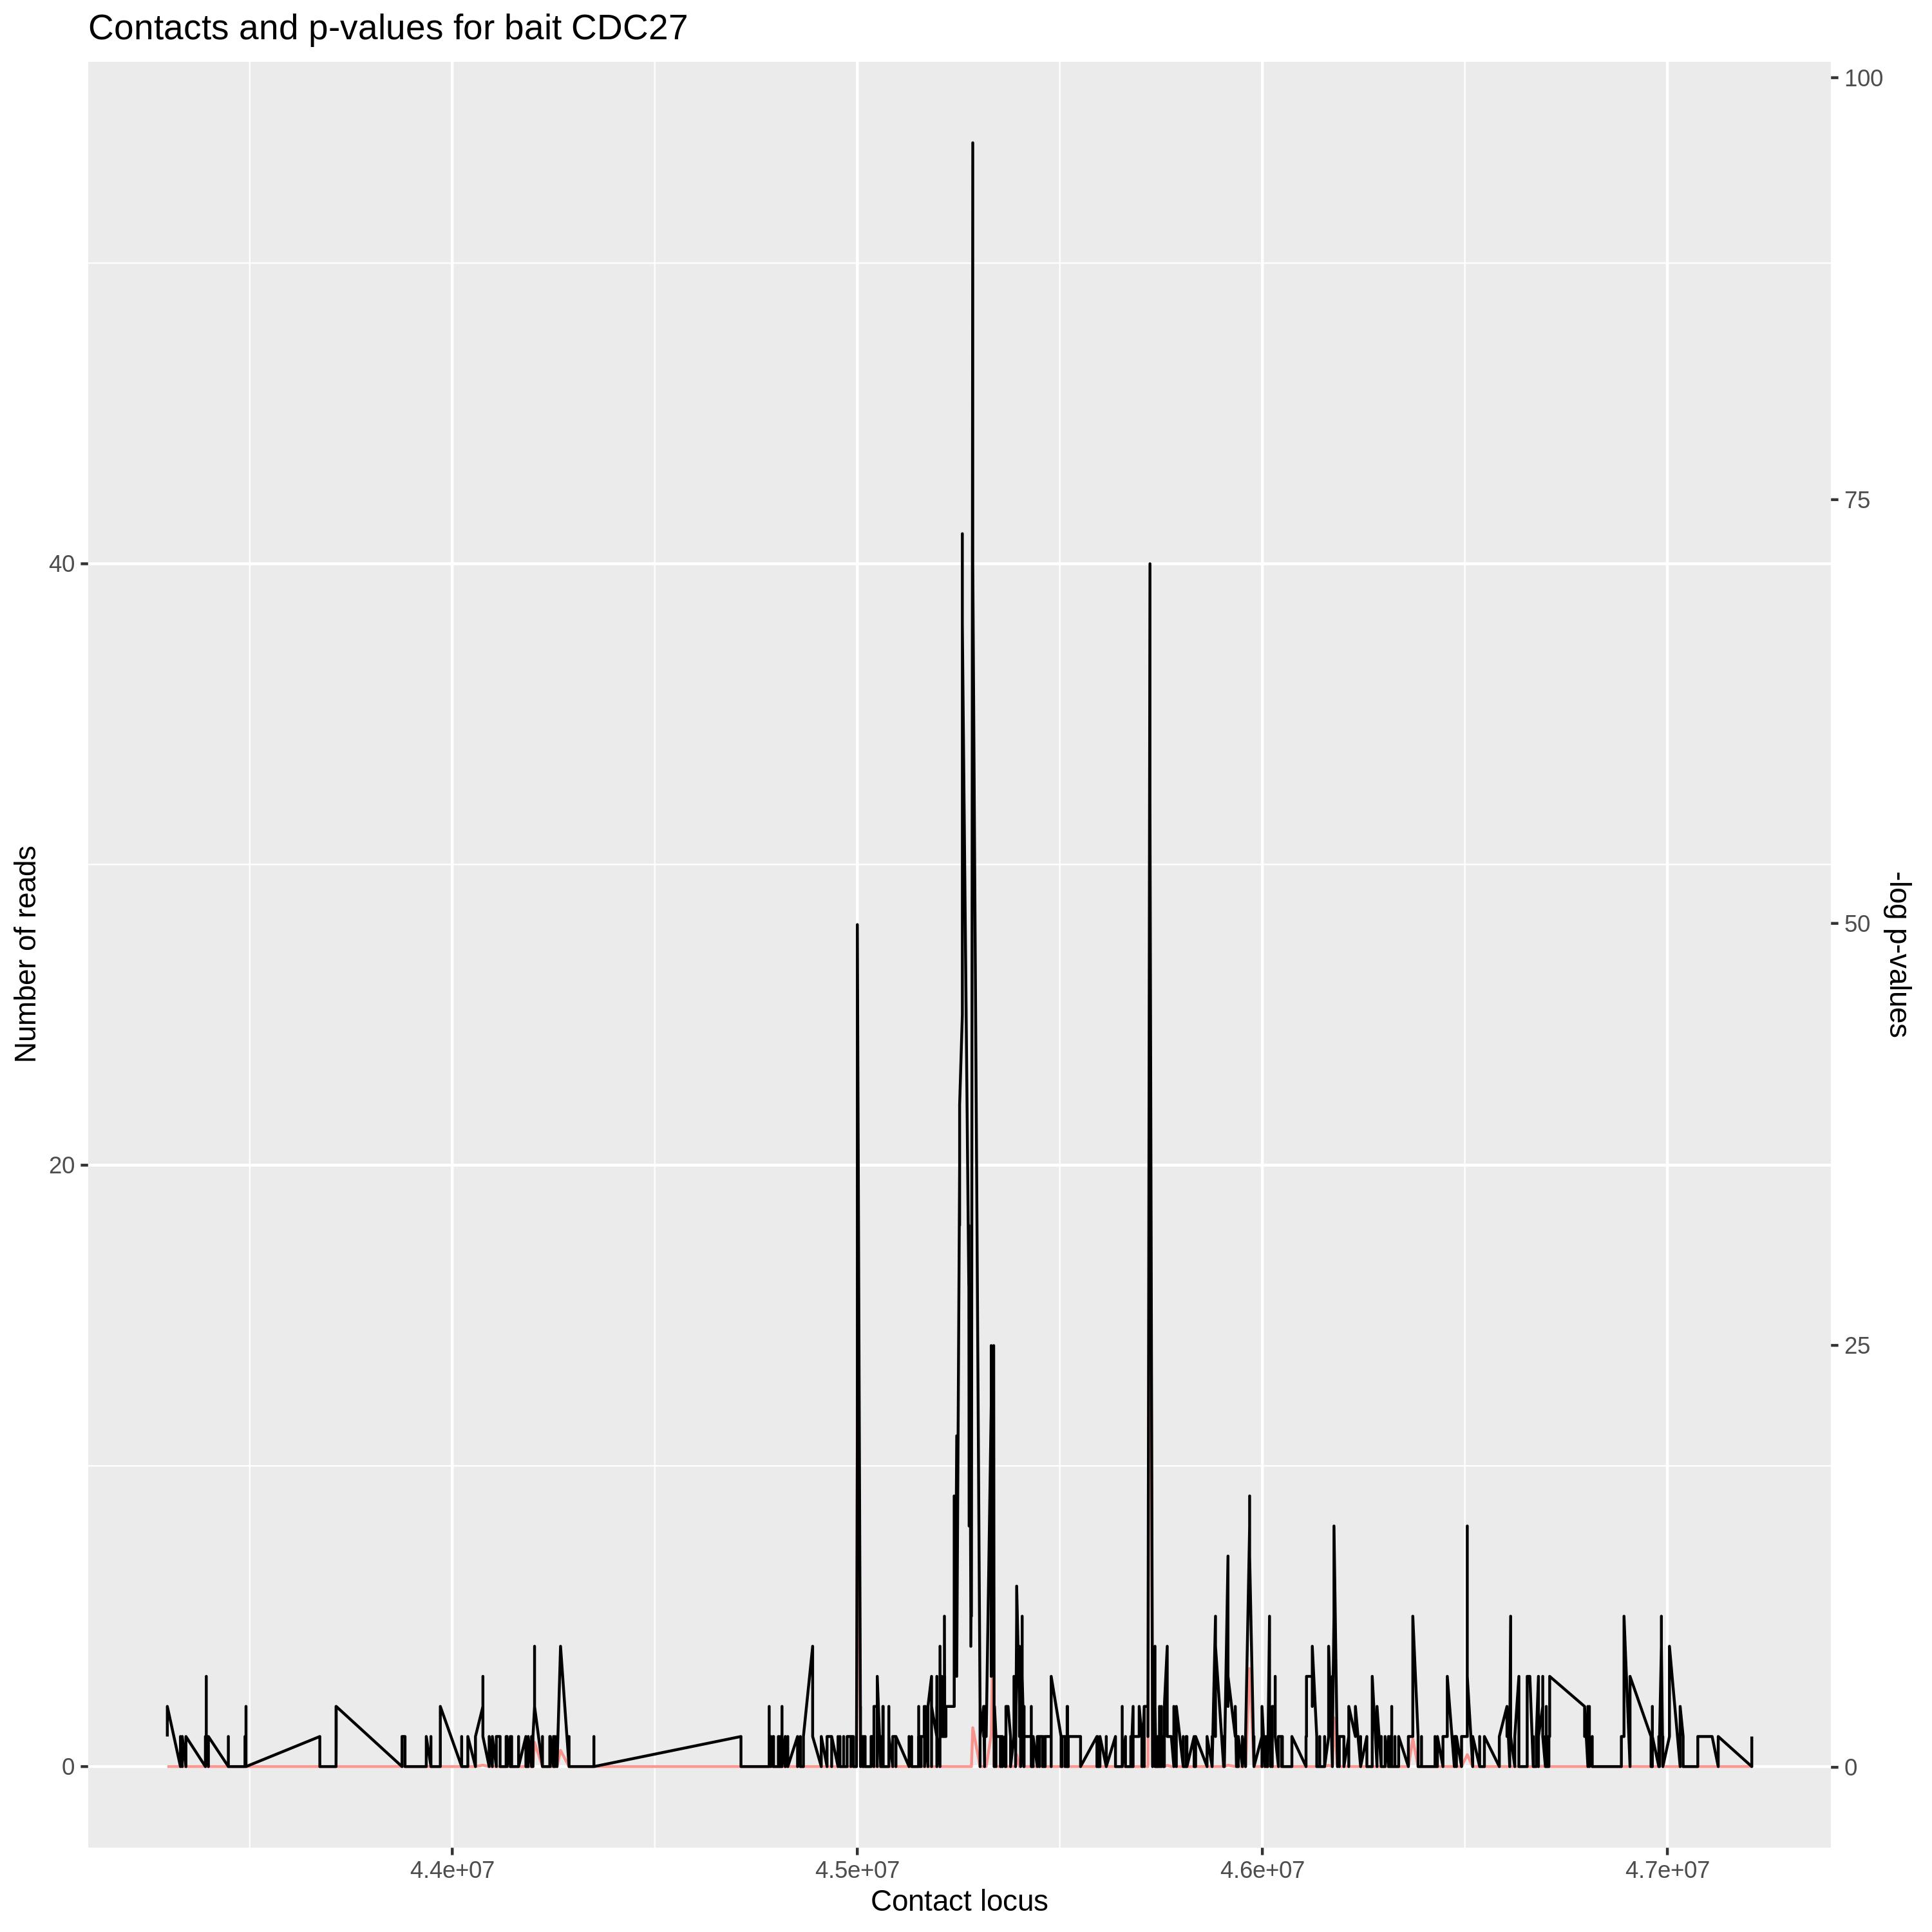 Contacts and p-values for bait CDC27
100
75
50
25
0
40
20
0
Number of reads
-log p-values
4.4e+07
4.5e+07
4.6e+07
4.7e+07
Contact locus